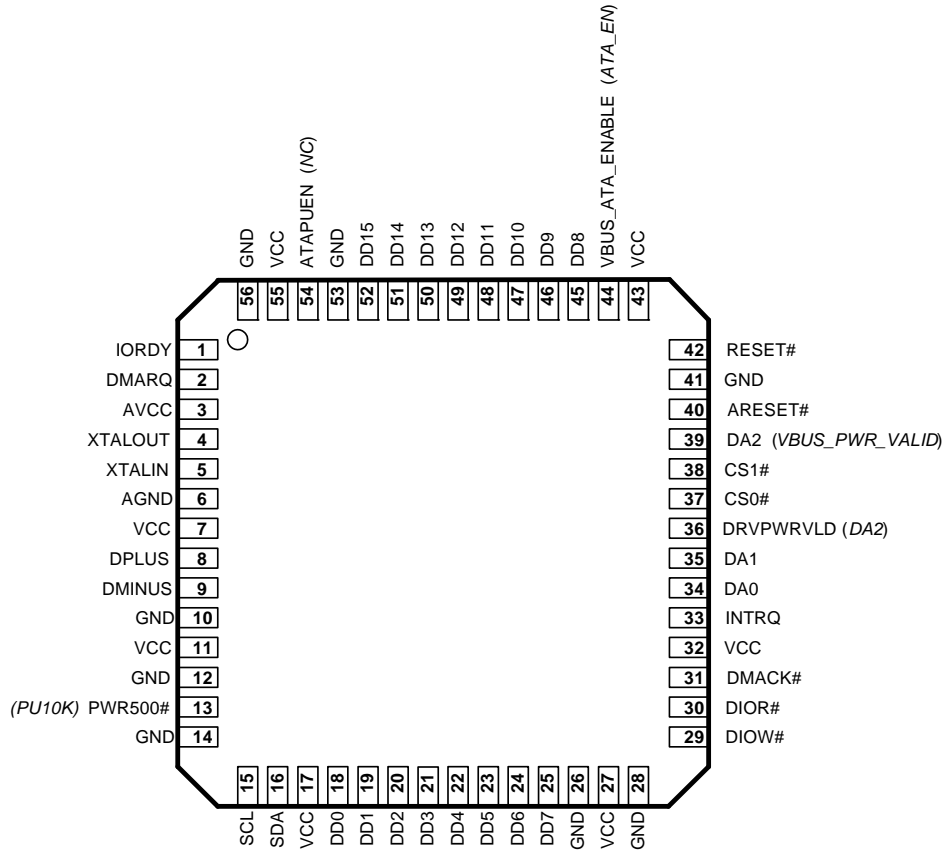 GND
VCC
ATAPUEN (NC)
GND
DD15
DD14
DD13
DD12
DD11
DD10
DD9
DD8
VBUS_ATA_ENABLE (ATA_EN)
VCC
56
55
54
53
52
51
50
49
48
47
46
45
44
43
IORDY 1
DMARQ 2
AVCC 3
XTALOUT 4
XTALIN 5
AGND 6
VCC 7
DPLUS 8
DMINUS 9
GND 10
VCC 11
GND 12
(PU10K) PWR500# 13
GND 14
42 RESET#
41 GND
40 ARESET#
39 DA2 (VBUS_PWR_VALID)
38 CS1#
37 CS0#
36 DRVPWRVLD (DA2)
35 DA1
34 DA0
33 INTRQ
32 VCC
31 DMACK#
30 DIOR#
29 DIOW#
15
16
17
18
19
20
21
22
23
24
25
26
27
28
SCL
SDA
VCC
DD0
DD1
DD2
DD3
DD4
DD5
DD6
DD7
GND
VCC
GND